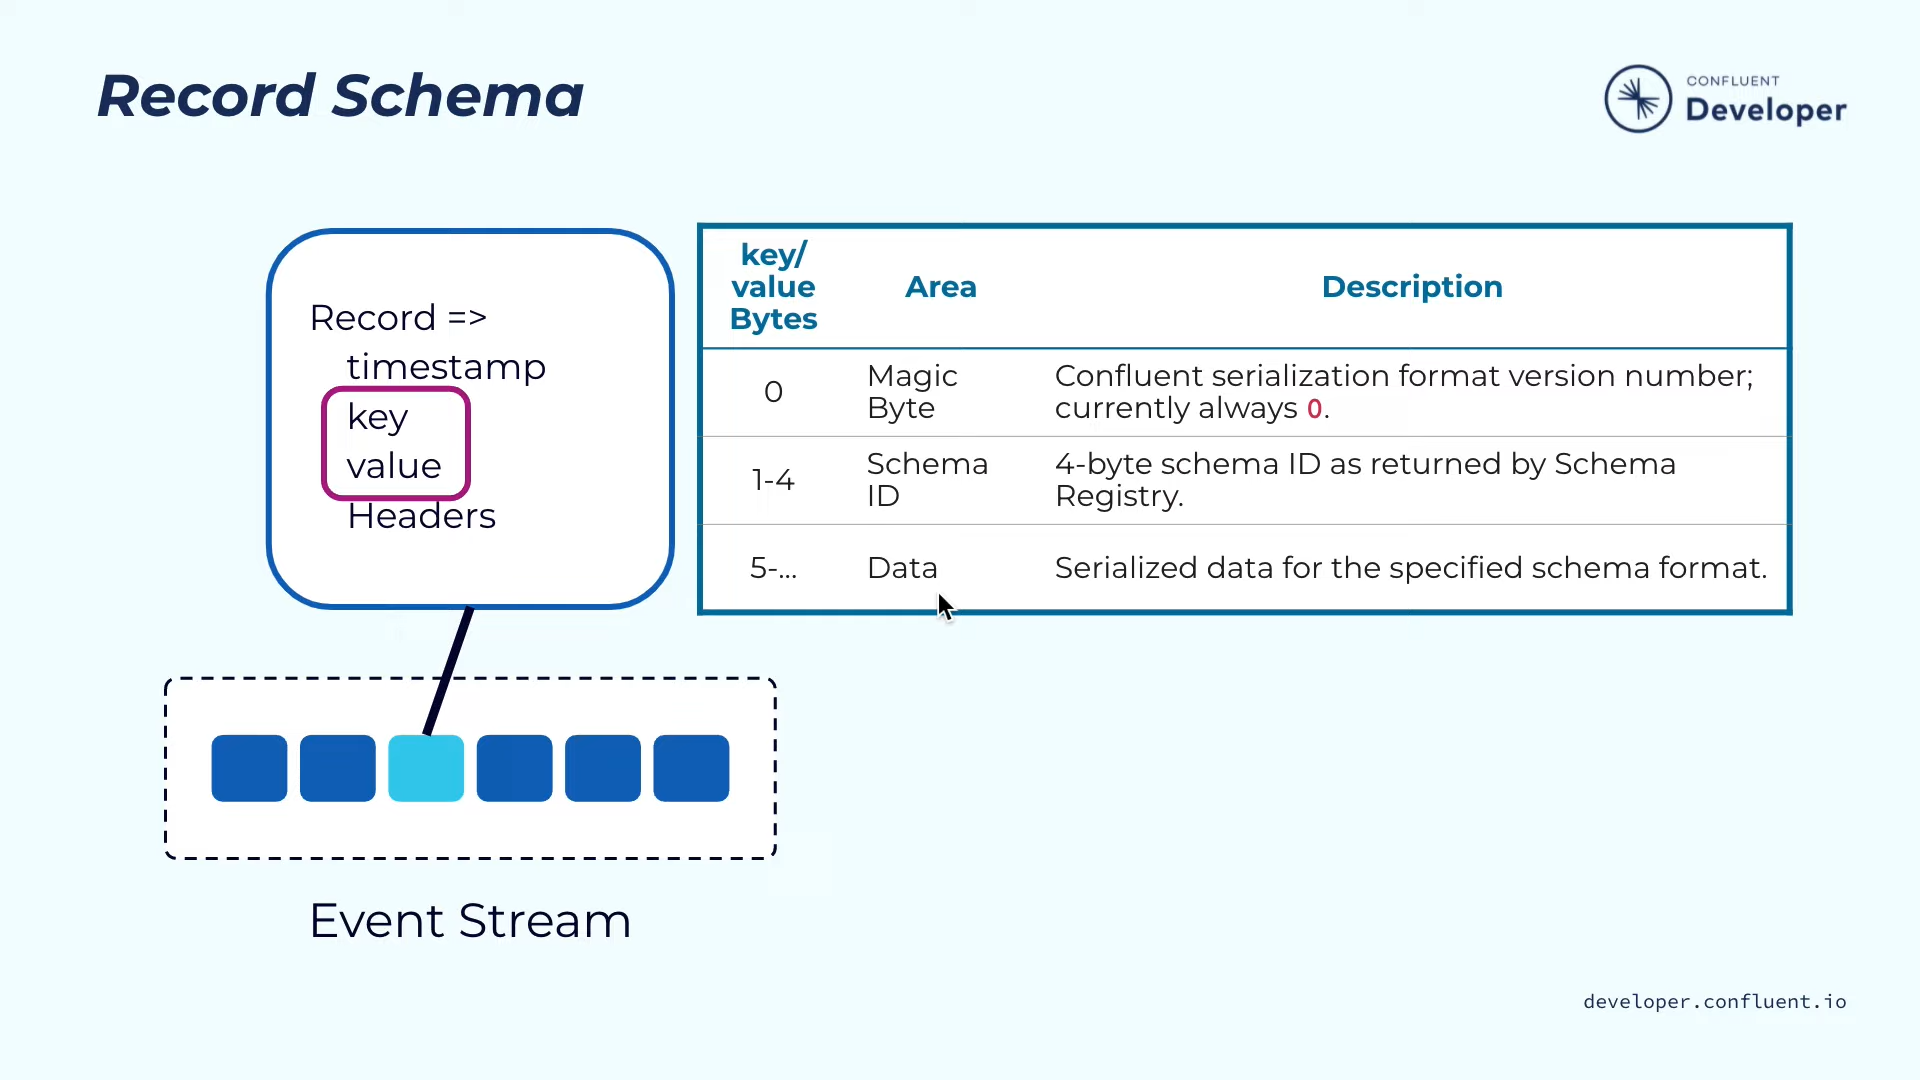 Record Schema
CONFLUENT
Developer
Record =>
timestamp
key
value
Headers
key/
value
Bytes
Area
Description
0
Magic
Byte
Confluent serialization format version number;
currently always 0.
1-4
Schema
ID
4-byte schema ID as returned by Schema
Registry.
5-...
Data
Serialized data for the specified schema format.
Event Stream
developer.confluent.io